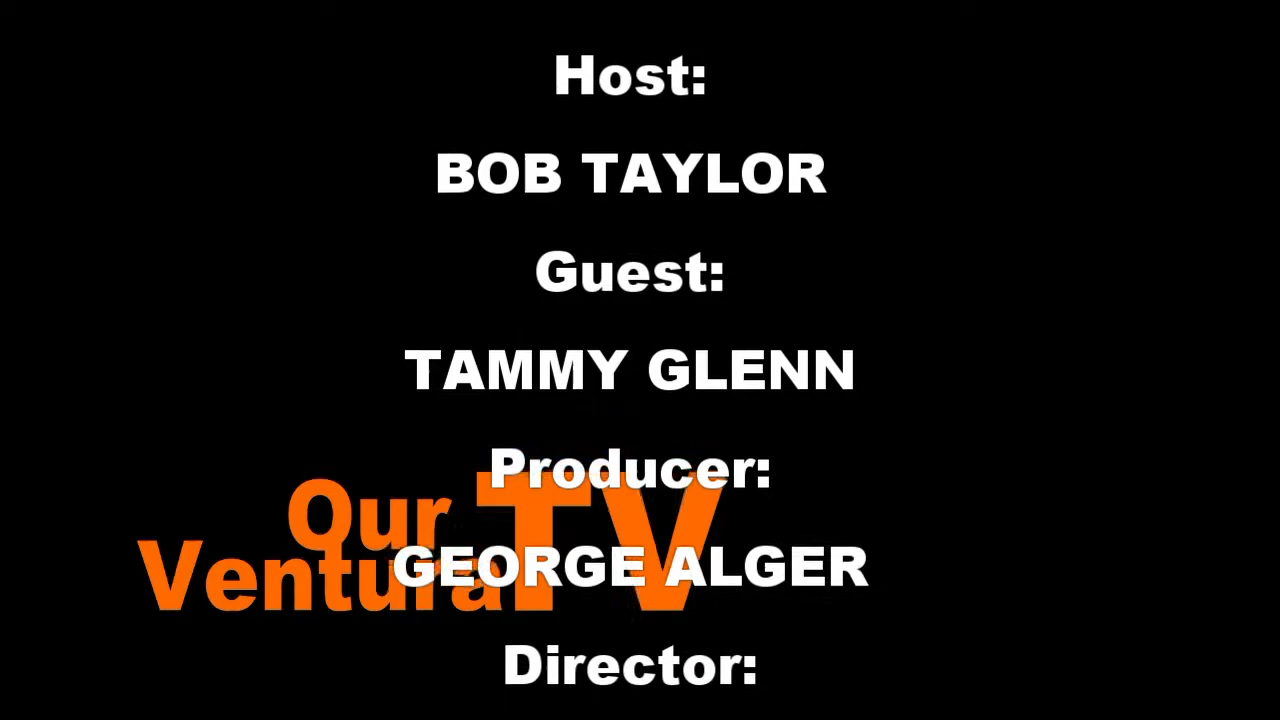 Host:
BOB TAYLOR
Guest:
TAMMY GLENN
Producer:
Our
Ventura TV
GEORGE ALGER
Director: